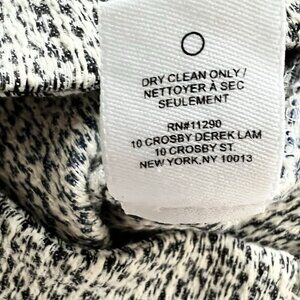 DRY CLEAN ONLY /
NETTOYER À SEC
SEULEMENT
RN#11290
10 CROSBY DEREK LAM
10 CROSBY ST.
NEW YORK,NY 10013